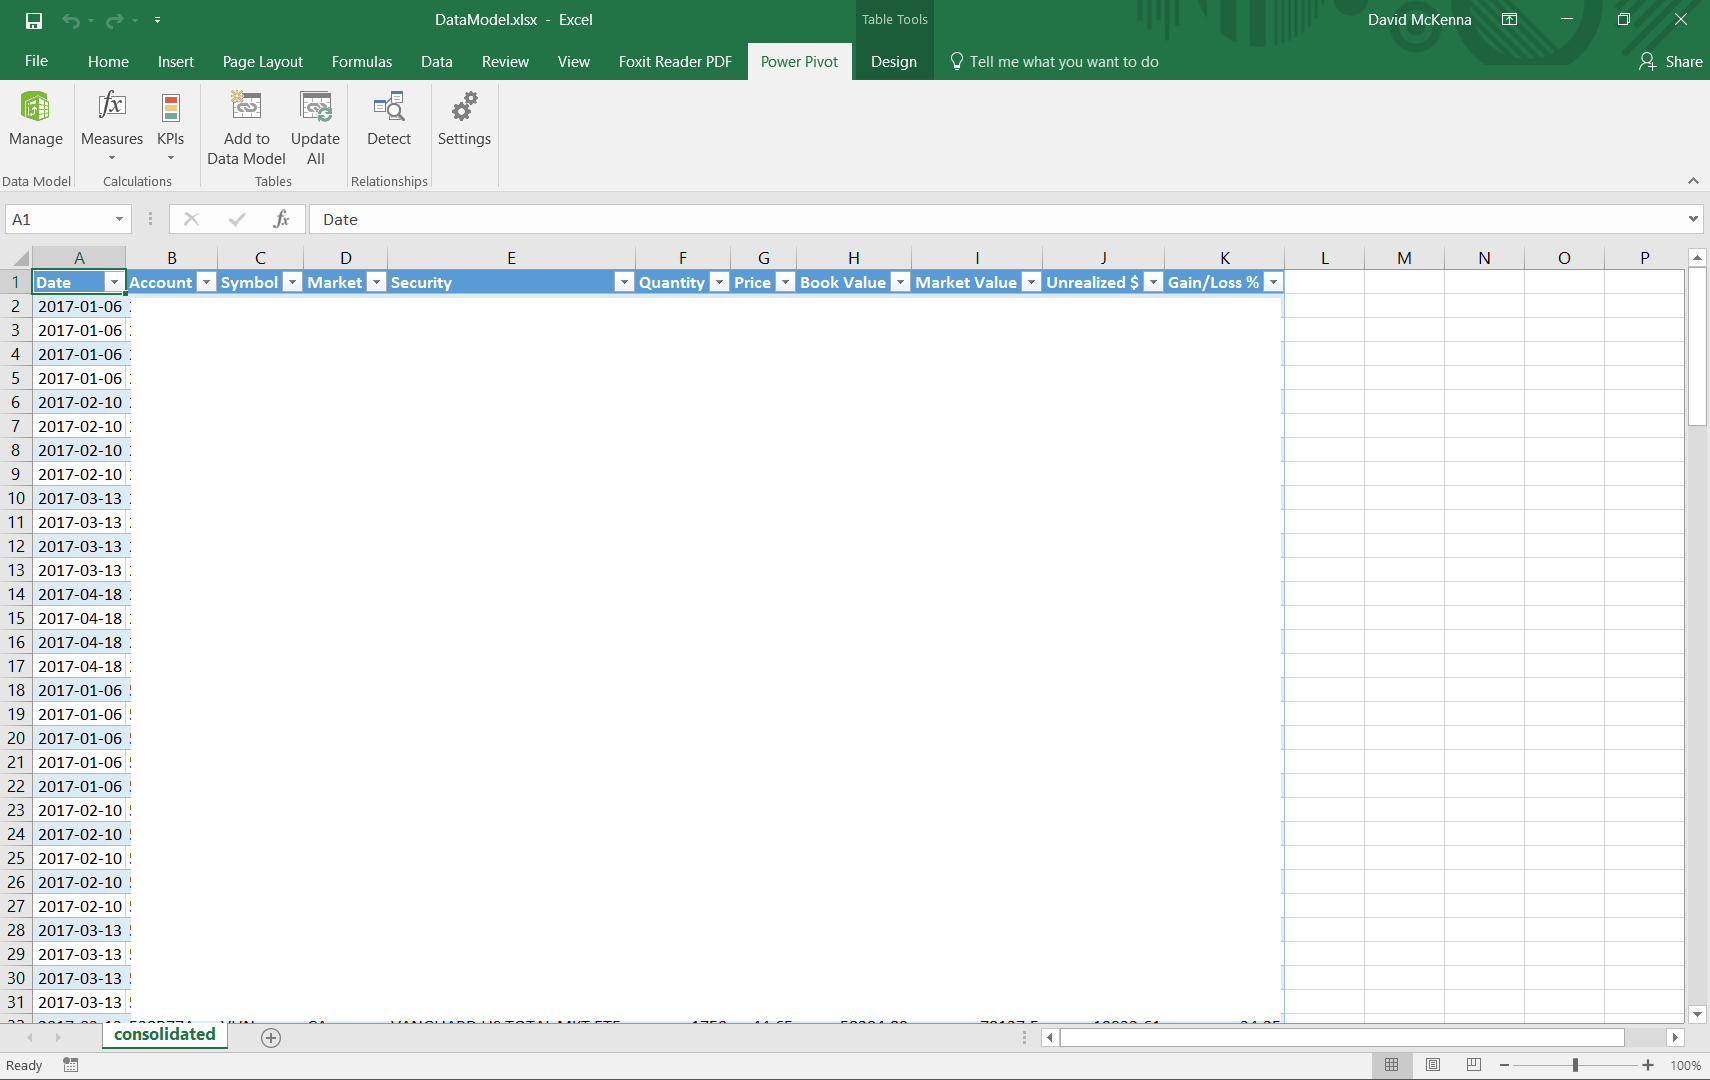 DataModel.xlsx - Excel
Table Tools
David McKenna
File Home Insert Page Layout Formulas Data Review View Foxit Reader PDF Power Pivot Design Tell me what you want to do Share
Manage Measures KPIs Add to Update Detect Settings
Data Model All
Data Model Calculations Tables Relationships
A1 fx Date
A B C D E F G H I J K L M N O P
1 Date Account Symbol Market Security Quantity Price Book Value Market Value Unrealized $ Gain/Loss %
2 2017-01-06
3 2017-01-06
4 2017-01-06
5 2017-01-06
6 2017-02-10
7 2017-02-10
8 2017-02-10
9 2017-02-10
10 2017-03-13
11 2017-03-13
12 2017-03-13
13 2017-03-13
14 2017-04-18
15 2017-04-18
16 2017-04-18
17 2017-04-18
18 2017-01-06
19 2017-01-06
20 2017-01-06
21 2017-01-06
22 2017-01-06
23 2017-02-10
24 2017-02-10
25 2017-02-10
26 2017-02-10
27 2017-02-10
28 2017-03-13
29 2017-03-13
30 2017-03-13
31 2017-03-13
consolidated
Ready 100%